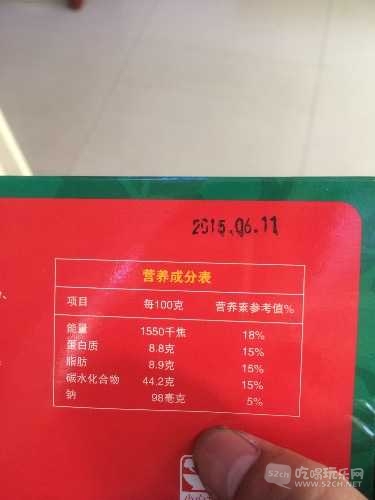 2015.06.11
营养成分表
项目 每100克 营养素参考值%
能量 1550千焦 18%
蛋白质 8.8克 15%
脂肪 8.9克 15%
碳水化合物 44.2克 15%
钠 98毫克 5%
52ch 吃喝玩乐网
52CH.NET